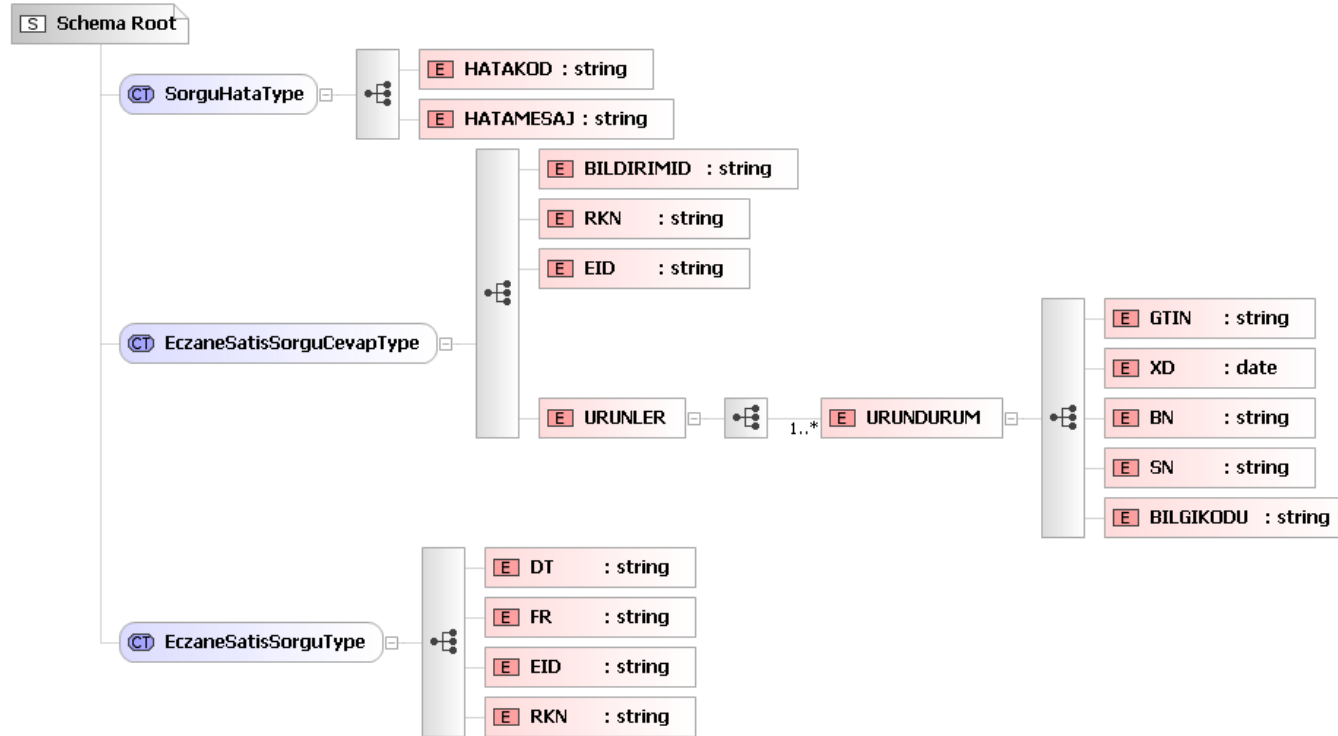 S Schema Root
CT SorguHataType
E HATAKOD : string
E HATAMESAJ : string
CT EczaneSatisSorguCevapType
E BILDIRIMID : string
E RKN : string
E EID : string
E URUNLER
1..* E URUNDURUM
E GTIN : string
E XD : date
E BN : string
E SN : string
E BILGIKODU : string
CT EczaneSatisSorguType
E DT : string
E FR : string
E EID : string
E RKN : string